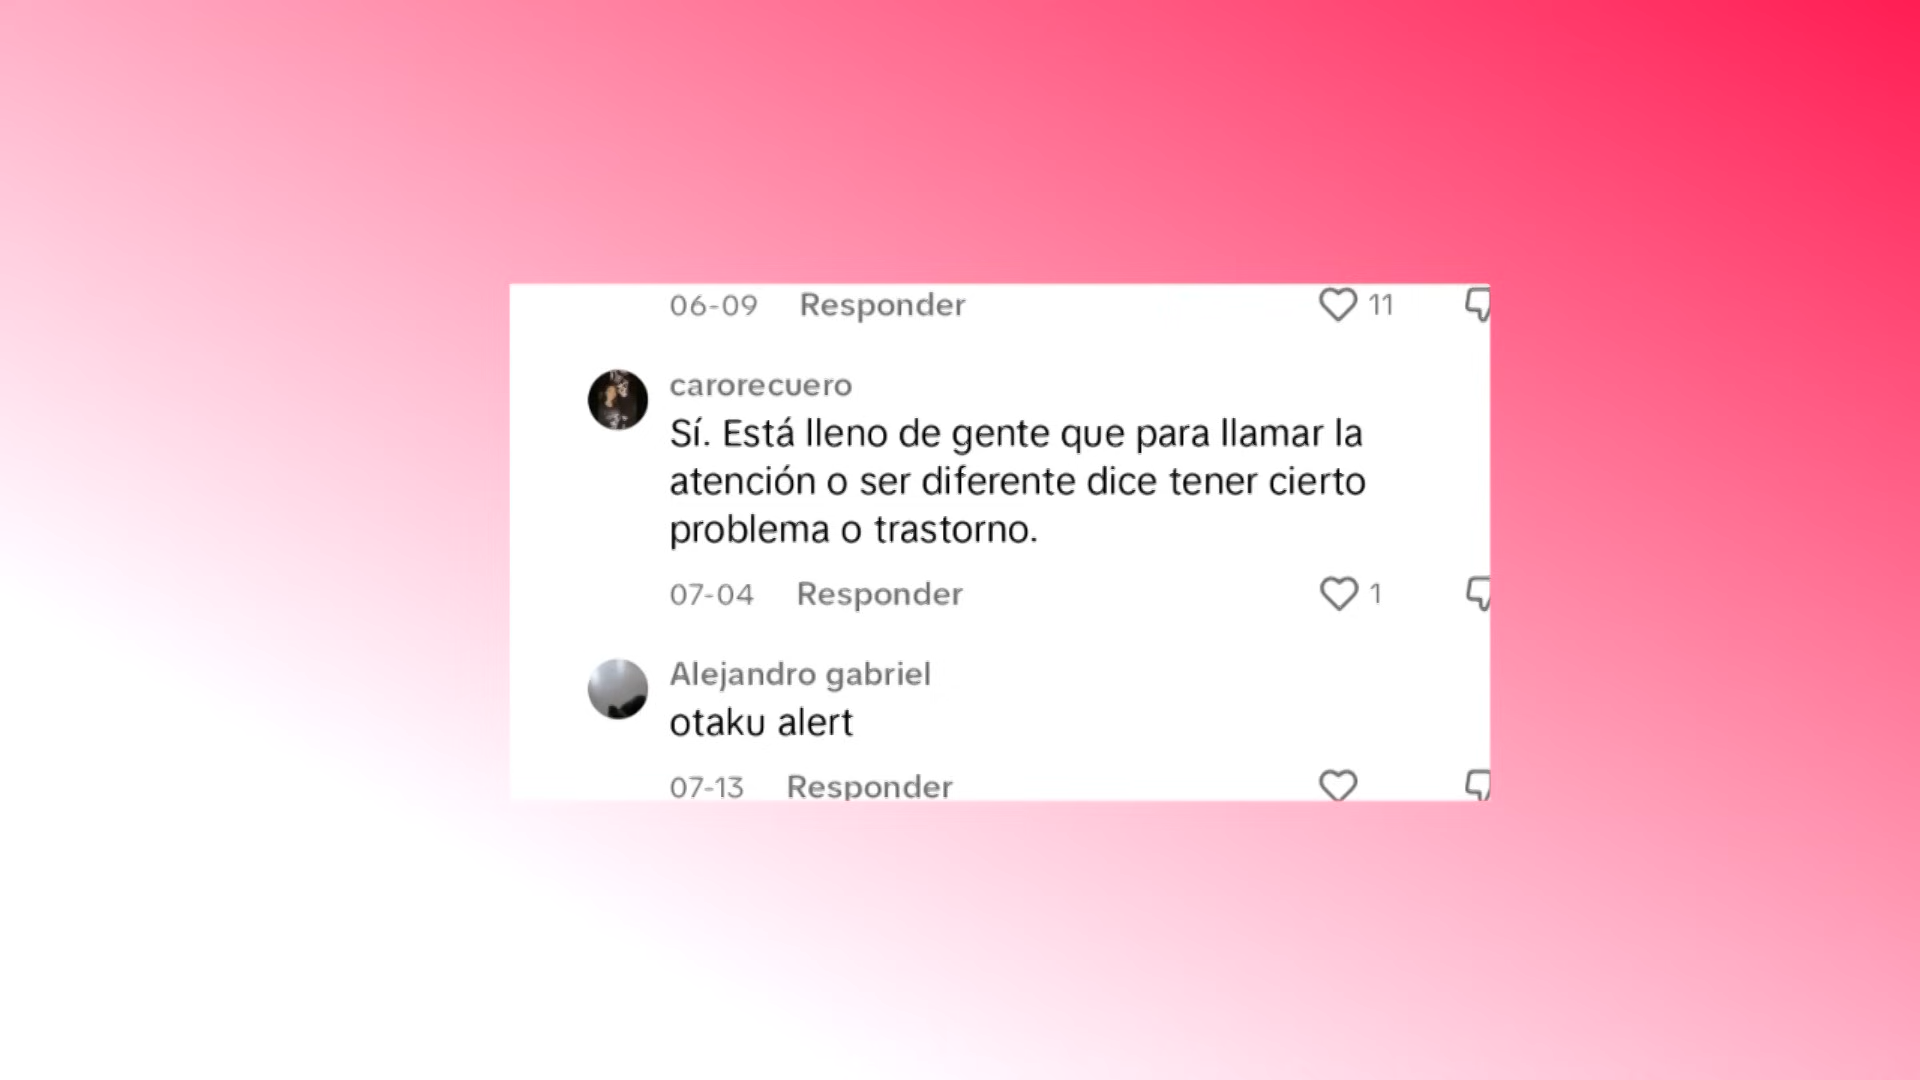 06-09 Responder 11
carorecuero
Sí. Está lleno de gente que para llamar la
atención o ser diferente dice tener cierto
problema o trastorno.
07-04 Responder 1
Alejandro gabriel
otaku alert
07-13 Responder